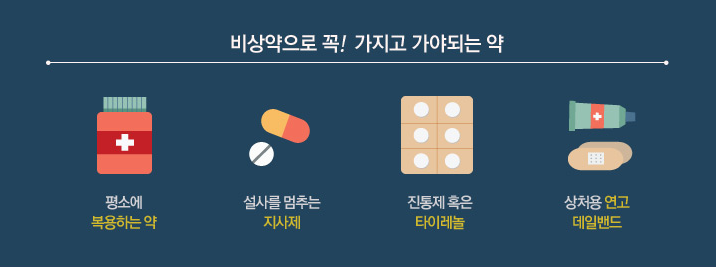 비상약으로 꼭! 가지고 가야되는 약
평소에
복용하는 약
설사를 멈추는
지사제
진통제 혹은
타이레놀
상처용 연고
데일밴드